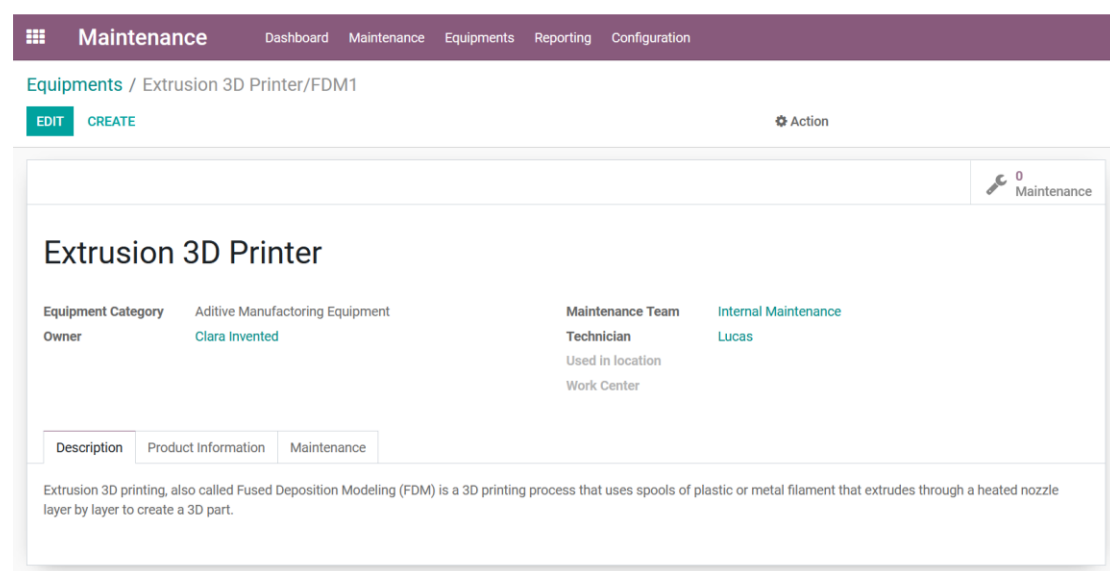 Maintenance Dashboard Maintenance Equipments Reporting Configuration
Equipments / Extrusion 3D Printer/FDM1
EDIT CREATE Action
0
Maintenance
Extrusion 3D Printer
Equipment Category Aditive Manufactoring Equipment Maintenance Team Internal Maintenance
Owner Clara Invented Technician Lucas
Used in location
Work Center
Description Product Information Maintenance
Extrusion 3D printing, also called Fused Deposition Modeling (FDM) is a 3D printing process that uses spools of plastic or metal filament that extrudes through a heated nozzle
layer by layer to create a 3D part.